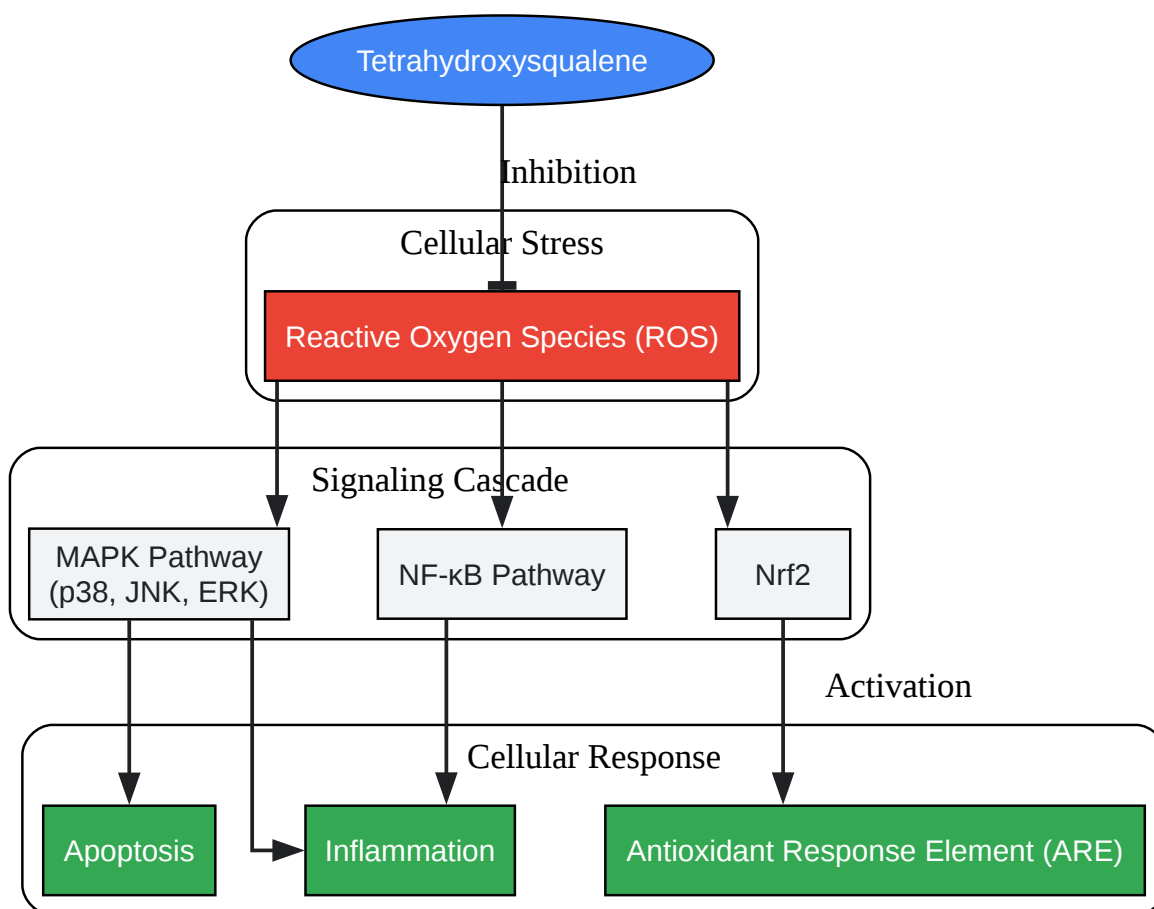 Tetrahydroxysqualene
Inhibition
Cellular Stress
Reactive Oxygen Species (ROS)
Signaling Cascade
MAPK Pathway
(p38, JNK, ERK)
NF-κB Pathway
Nrf2
Activation
Cellular Response
Apoptosis
Inflammation
Antioxidant Response Element (ARE)